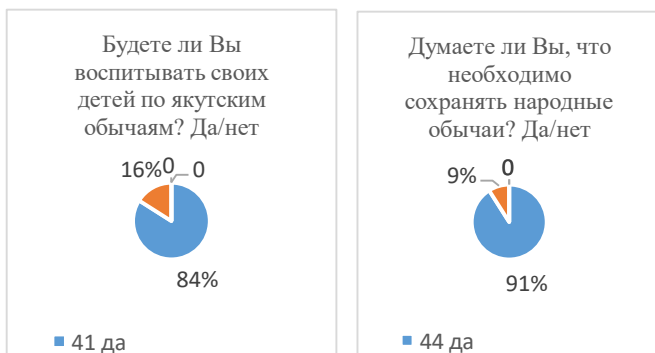 Будете ли Вы
воспитывать своих
детей по якутским
обычаям? Да/нет
16%
0
0
84%
41 да
Думаете ли Вы, что
необходимо
сохранять народные
обычаи? Да/нет
9%
0
91%
44 да